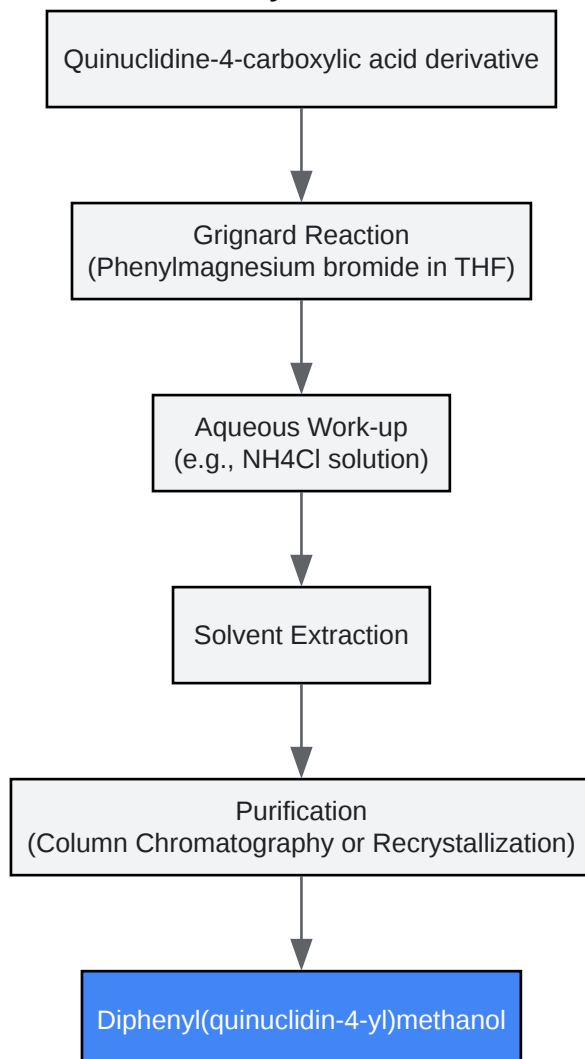 Quinuclidine-4-carboxylic acid derivative
Grignard Reaction
(Phenylmagnesium bromide in THF)
Aqueous Work-up
(e.g., NH4Cl solution)
Solvent Extraction
Purification
(Column Chromatography or Recrystallization)
Diphenyl(quinuclidin-4-yl)methanol